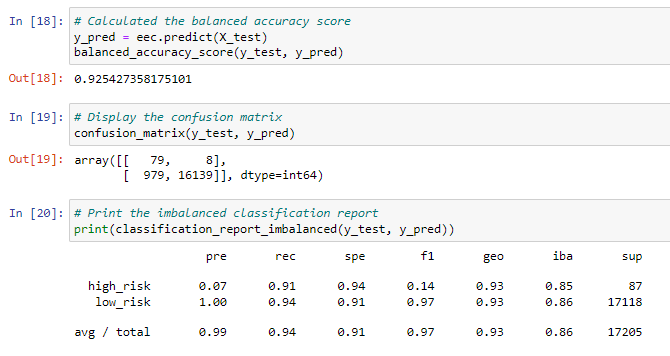 In [18]: # Calculated the balanced accuracy score
y_pred = eec.predict(X_test)
balanced_accuracy_score(y_test, y_pred)
Out[18]: 0.925427358175101
In [19]: # Display the confusion matrix
confusion_matrix(y_test, y_pred)
Out[19]: array([[   79,     8],
       [  979, 16139]], dtype=int64)
In [20]: # Print the imbalanced classification report
print(classification_report_imbalanced(y_test, y_pred))
pre rec spe f1 geo iba sup
high_risk 0.07 0.91 0.94 0.14 0.93 0.85 87
low_risk 1.00 0.94 0.91 0.97 0.93 0.86 17118
avg / total 0.99 0.94 0.91 0.97 0.93 0.86 17205